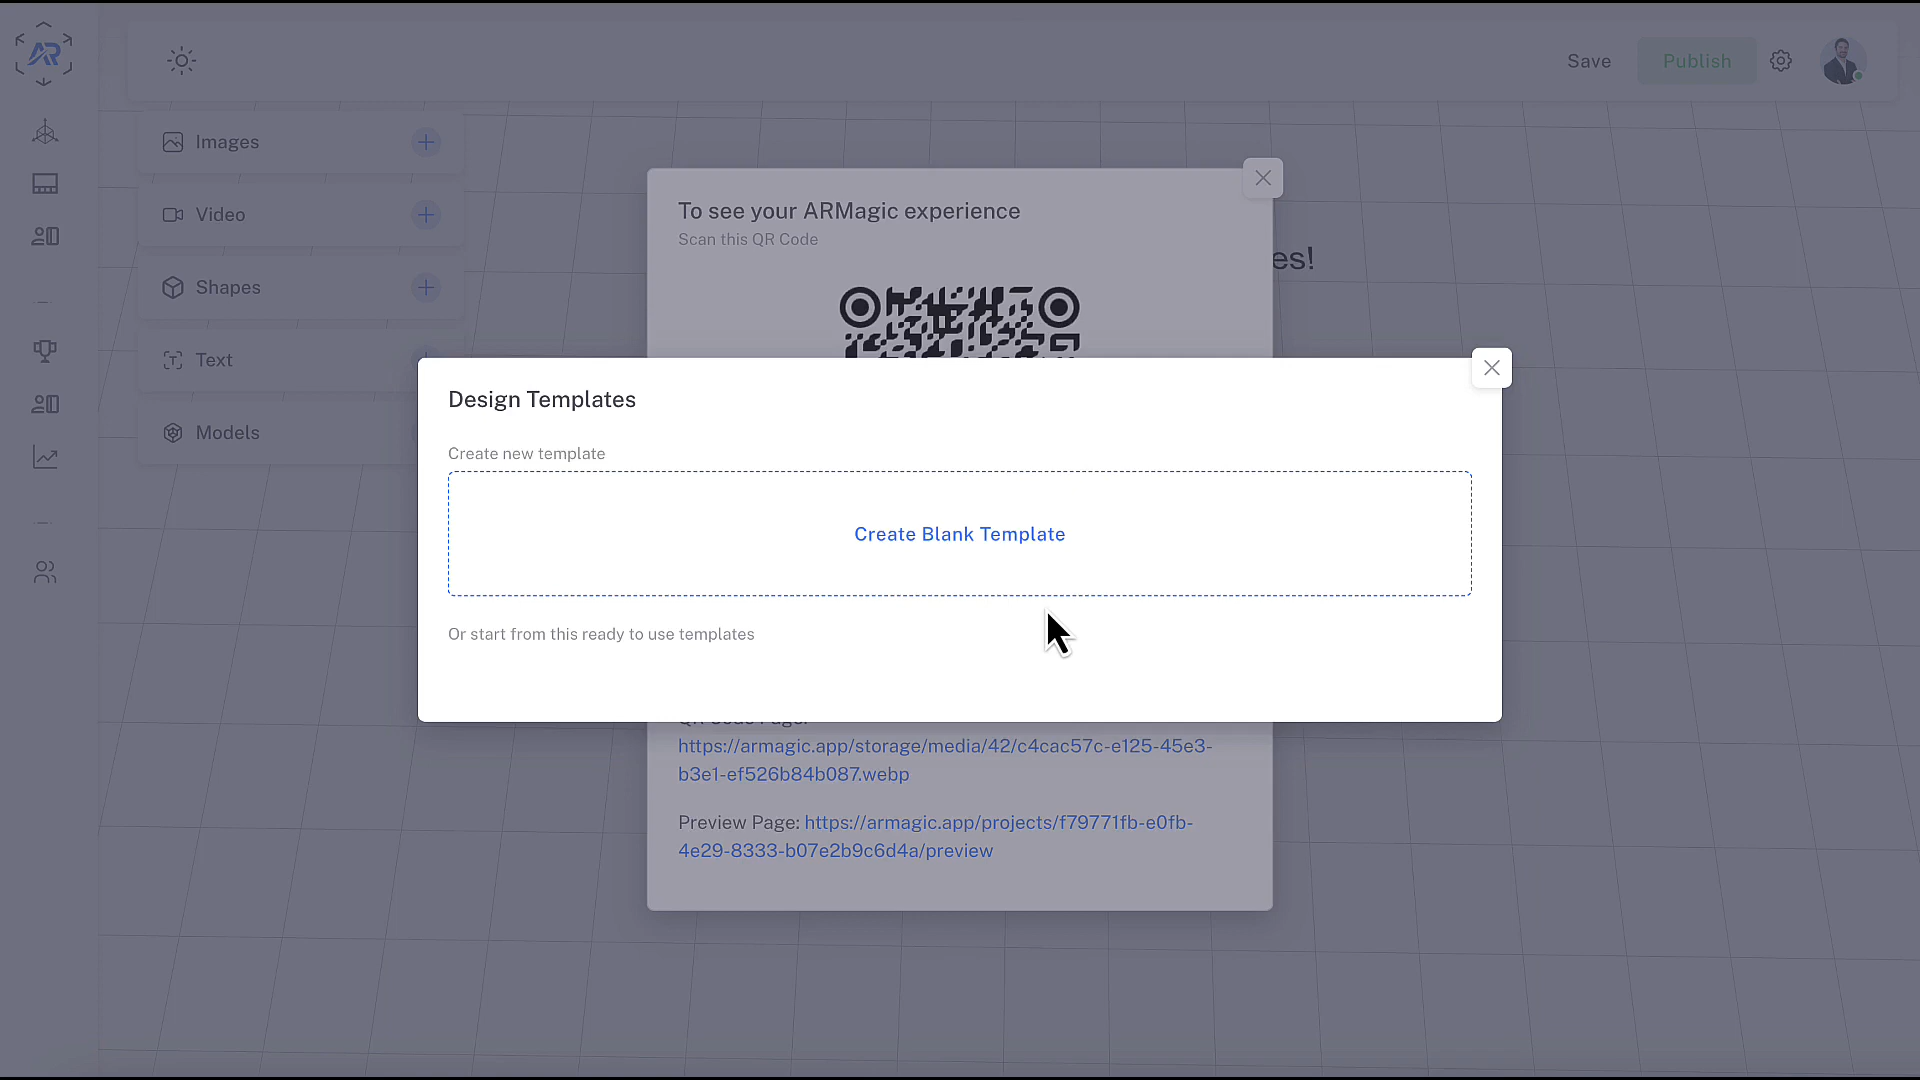 AR
Save
Publish
Images
Video
Shapes
Text
Models
To see your ARMagic experience
Scan this QR Code
es!
Design Templates
Create new template
Create Blank Template
Or start from this ready to use templates
https://armagic.app/storage/media/42/c4cac57c-e125-45e3-
b3e1-ef526b84b087.webp
Preview Page: https://armagic.app/projects/f79771fb-e0fb-
4e29-8333-b07e2b9c6d4a/preview